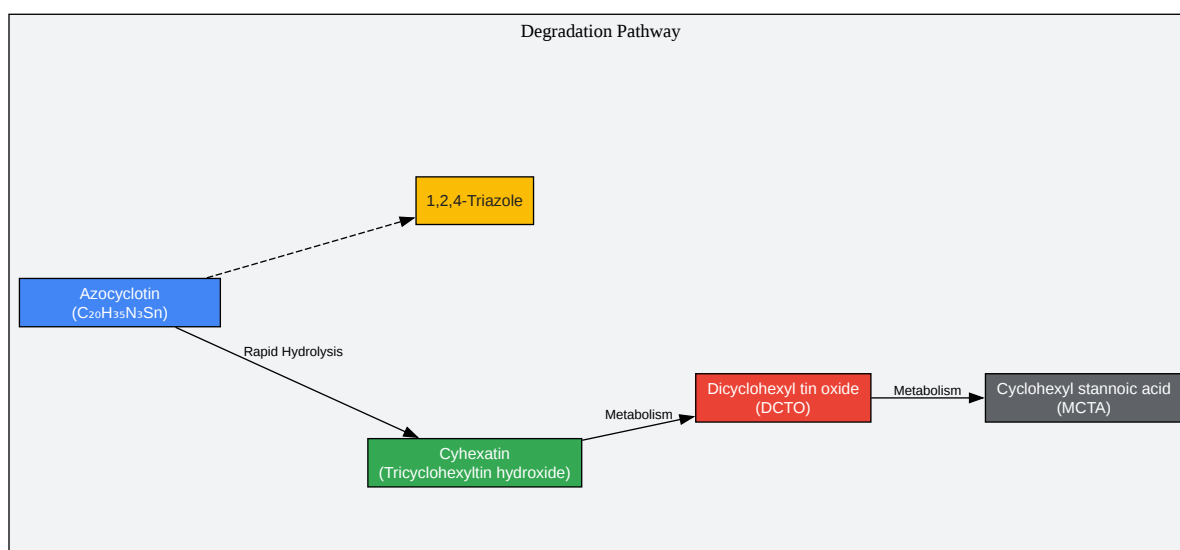 Degradation Pathway
1,2,4-Triazole
Azocyclotin
(C₂₀H₃₅N₃Sn)
Rapid Hydrolysis
Cyhexatin
(Tricyclohexyltin hydroxide)
Metabolism
Dicyclohexyl tin oxide
(DCTO)
Metabolism
Cyclohexyl stannoic acid
(MCTA)